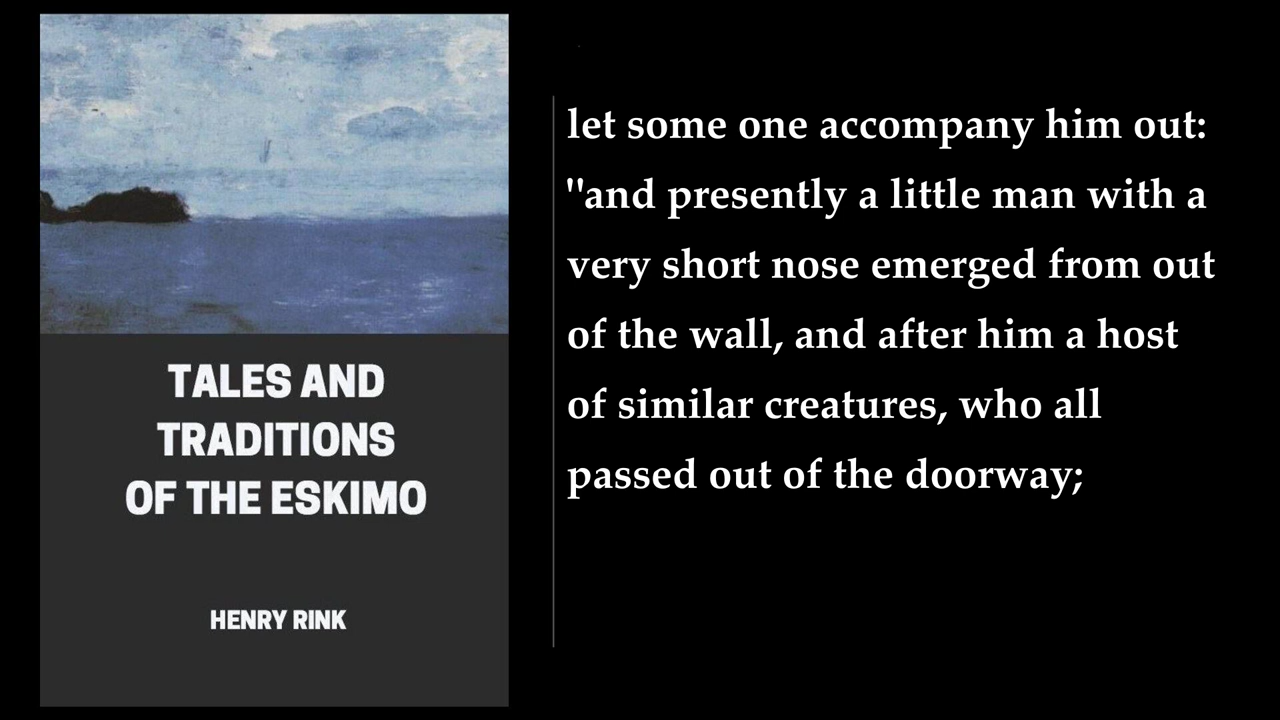 TALES AND
TRADITIONS
OF THE ESKIMO
HENRY RINK
let some one accompany him out:
"and presently a little man with a
very short nose emerged from out
of the wall, and after him a host
of similar creatures, who all
passed out of the doorway;